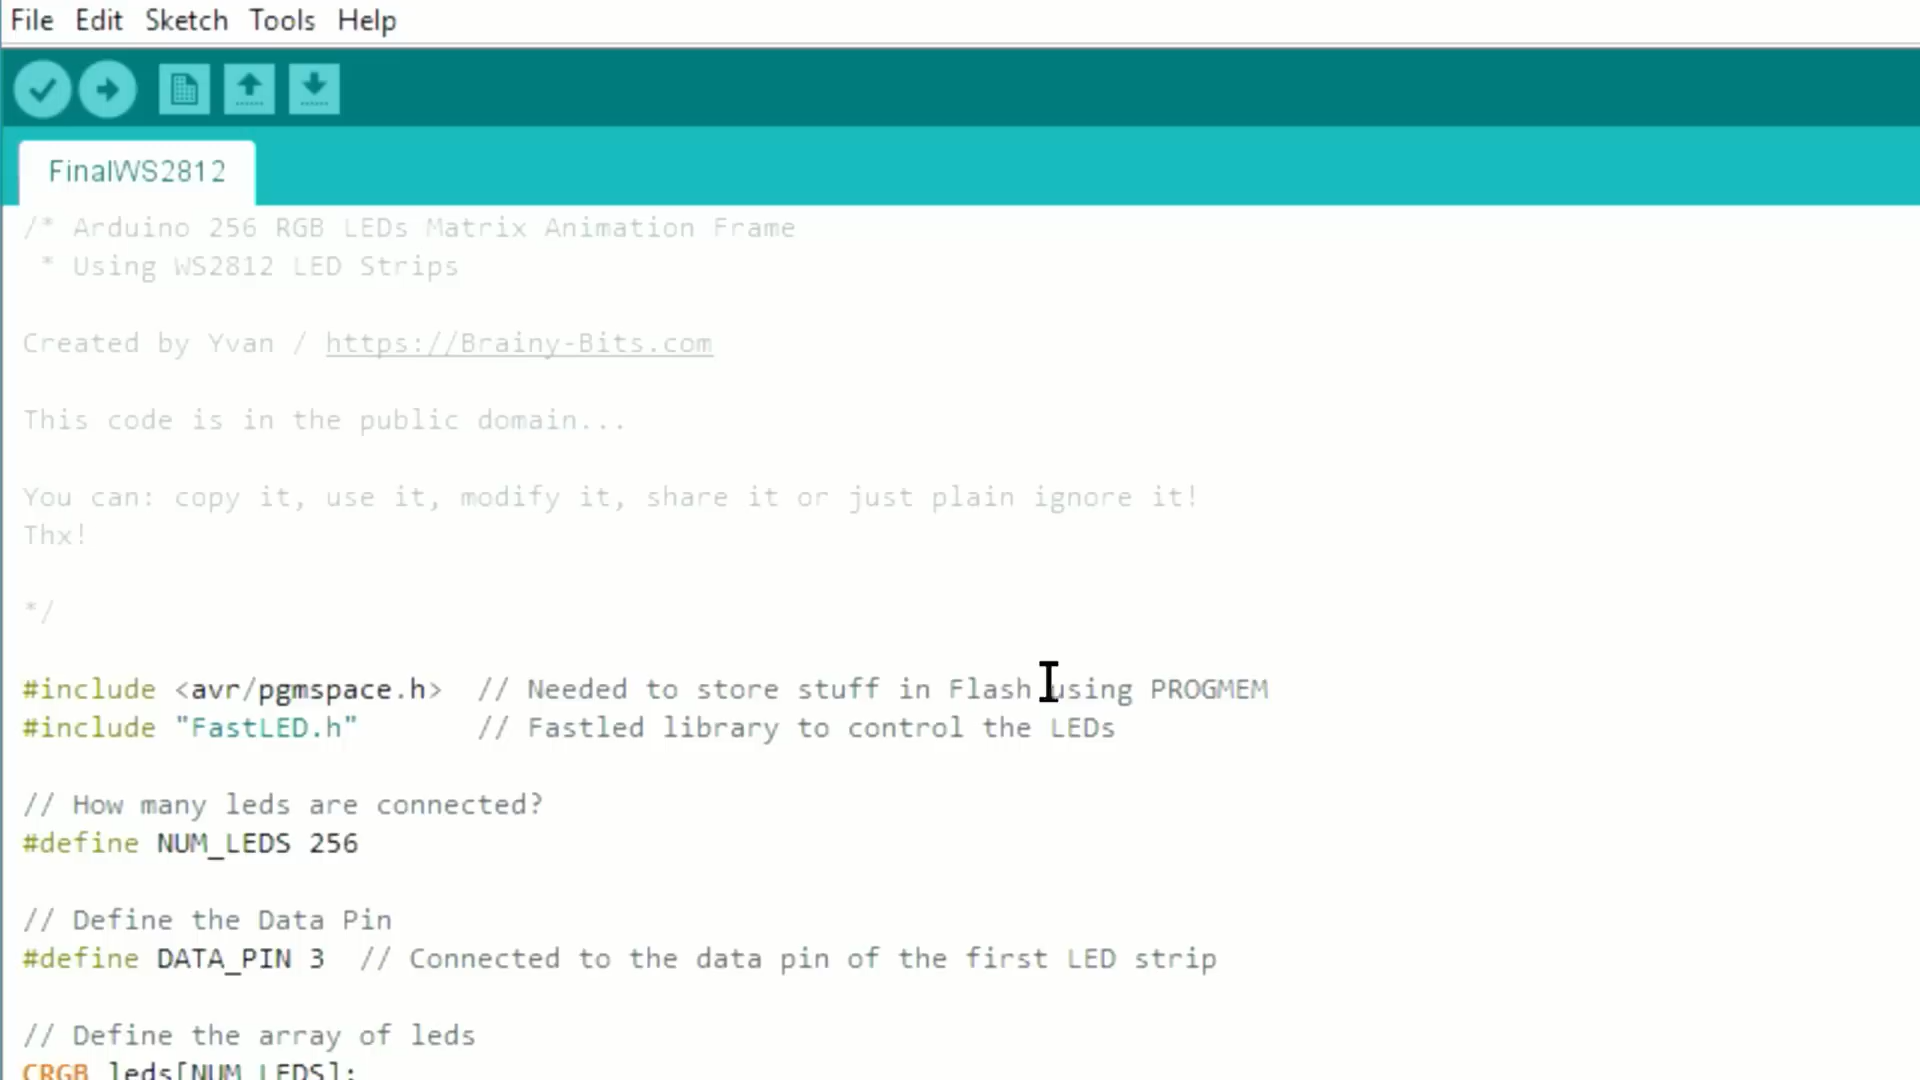 File Edit Sketch Tools Help
FinalWS2812
/* Arduino 256 RGB LEDs Matrix Animation Frame
* Using WS2812 LED Strips
Created by Yvan / https://Brainy-Bits.com
This code is in the public domain...
You can: copy it, use it, modify it, share it or just plain ignore it!
Thx!
*/
#include <avr/pgmspace.h> // Needed to store stuff in Flash using PROGMEM
#include "FastLED.h" // Fastled library to control the LEDs
// How many leds are connected?
#define NUM_LEDS 256
// Define the Data Pin
#define DATA_PIN 3 // Connected to the data pin of the first LED strip
// Define the array of leds
CRGB leds[NUM_LEDS];